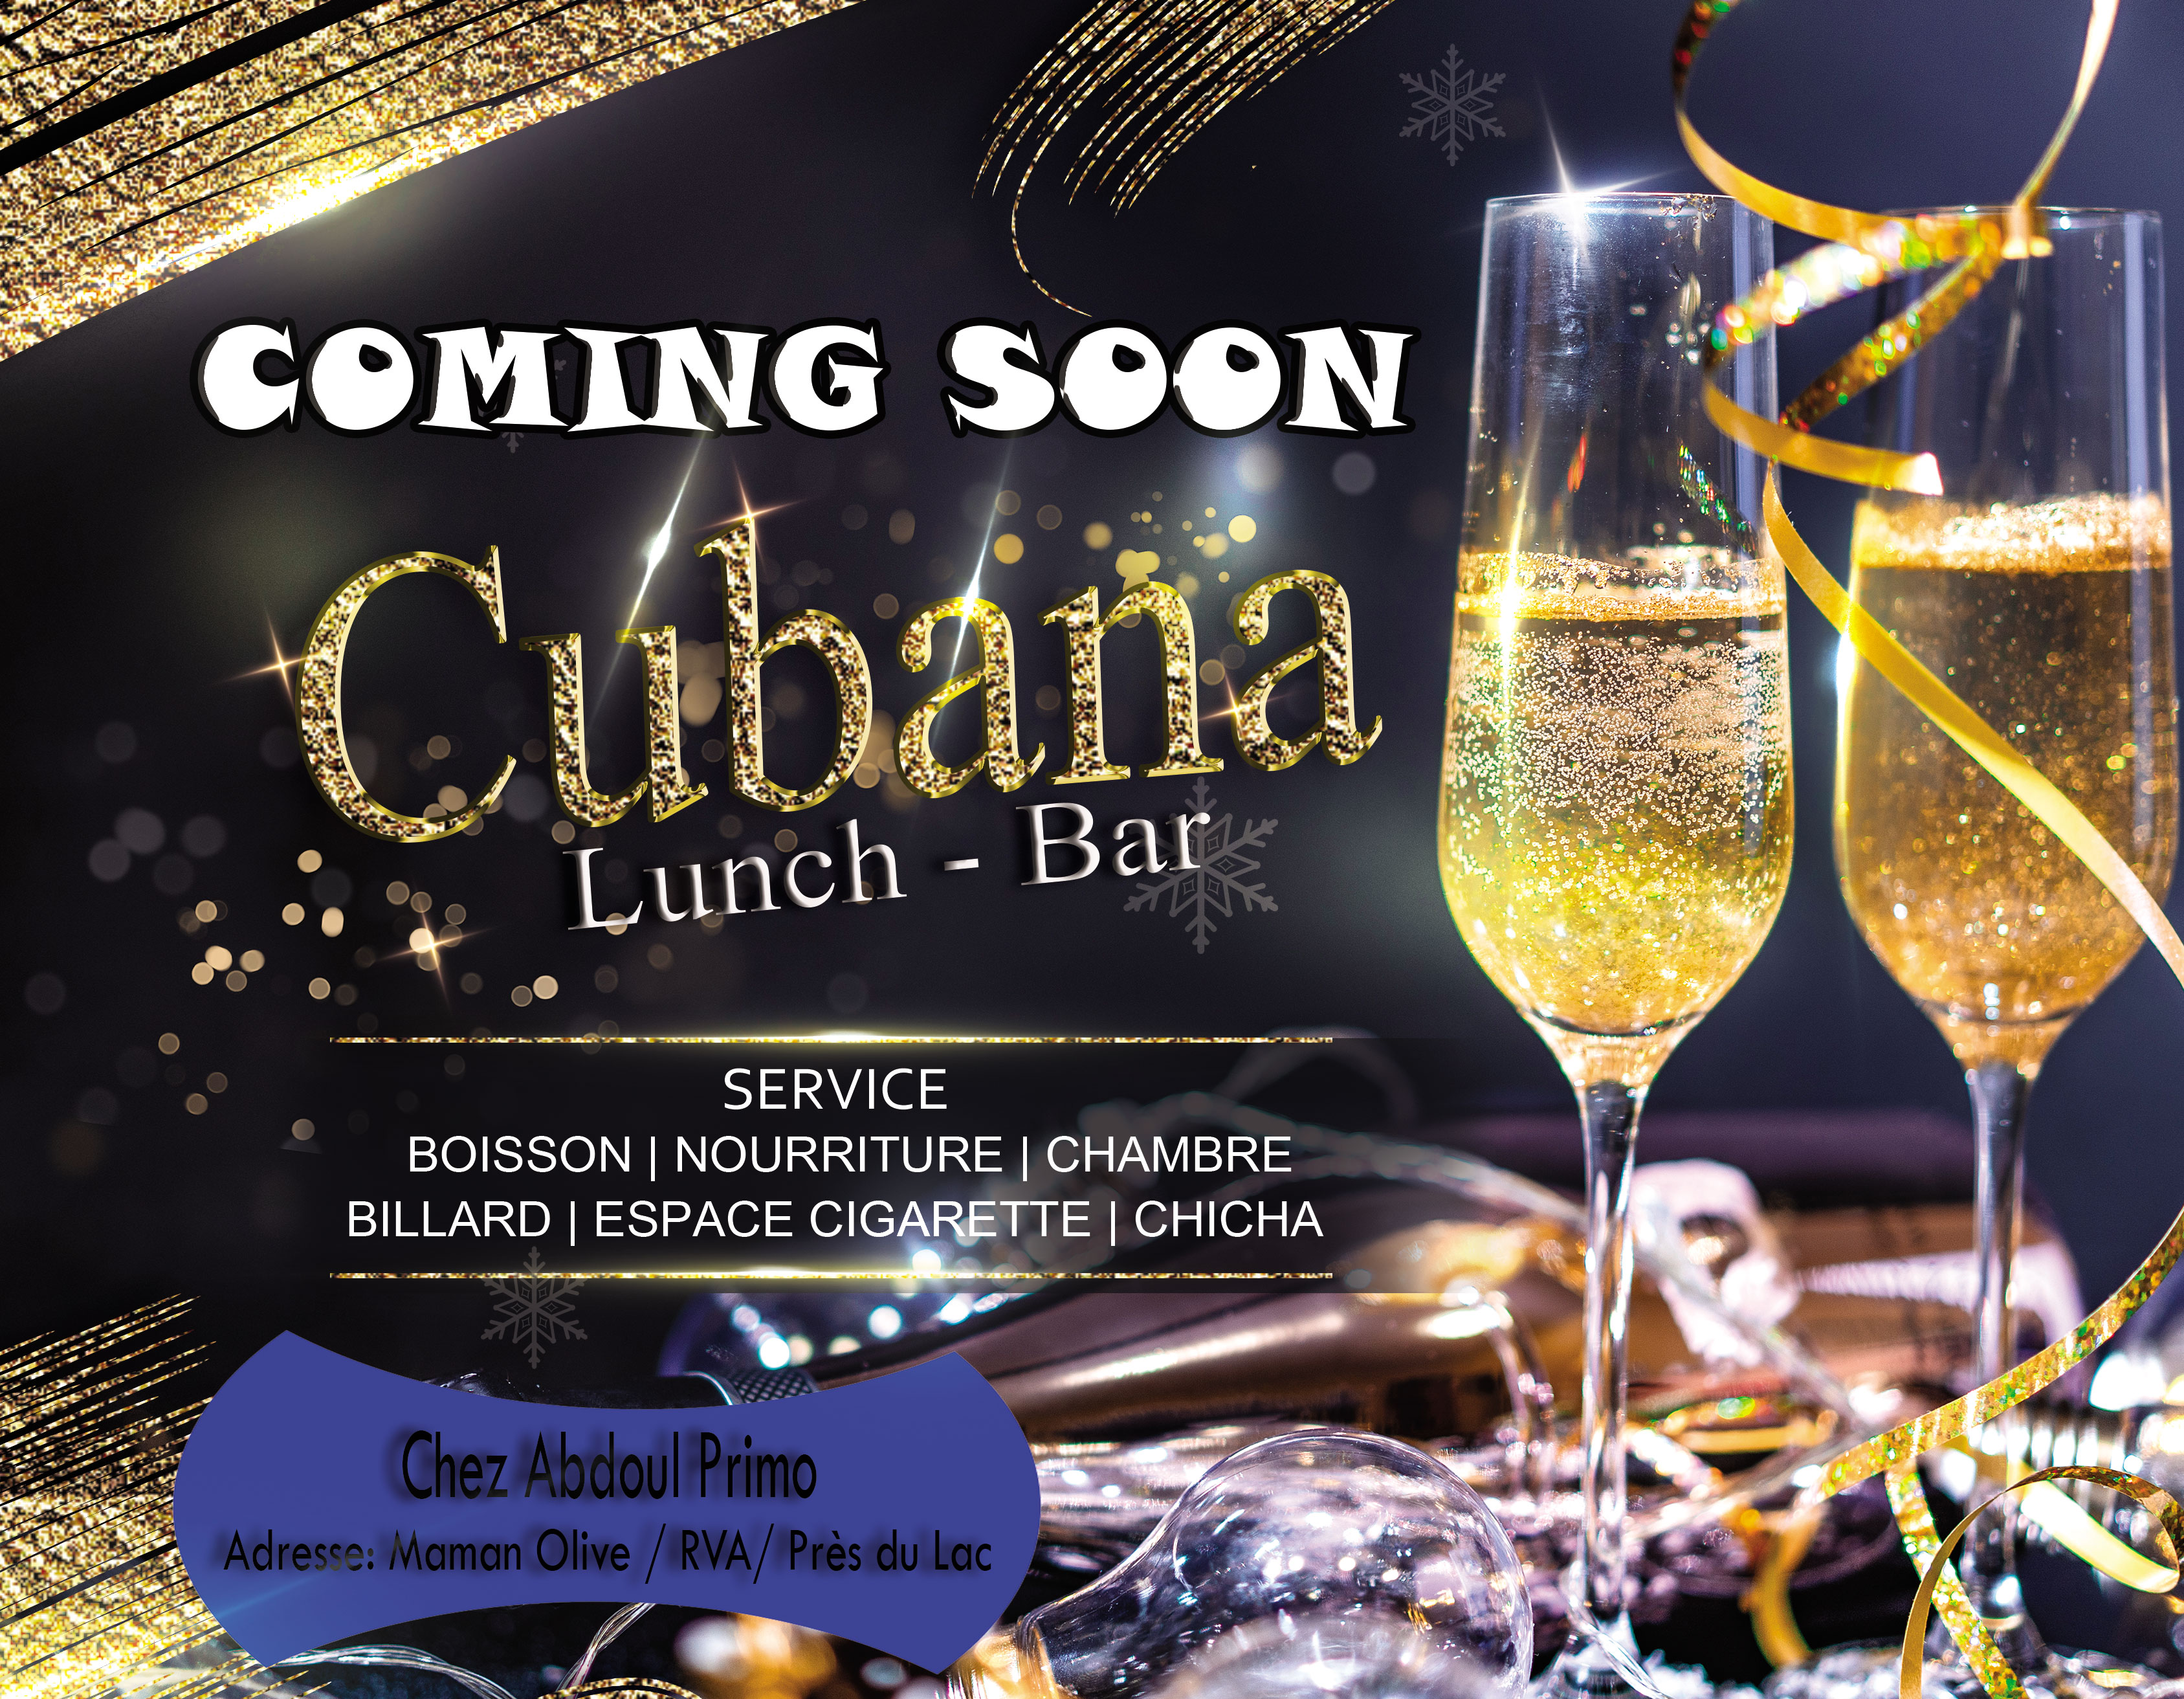 COMING SOON
Cubana
Lunch - Bar
SERVICE
BOISSON | NOURRITURE | CHAMBRE
BILLARD | ESPACE CIGARETTE | CHICHA
Chez Abdoul Primo
Adresse: Maman Olive / RVA/ Près du Lac